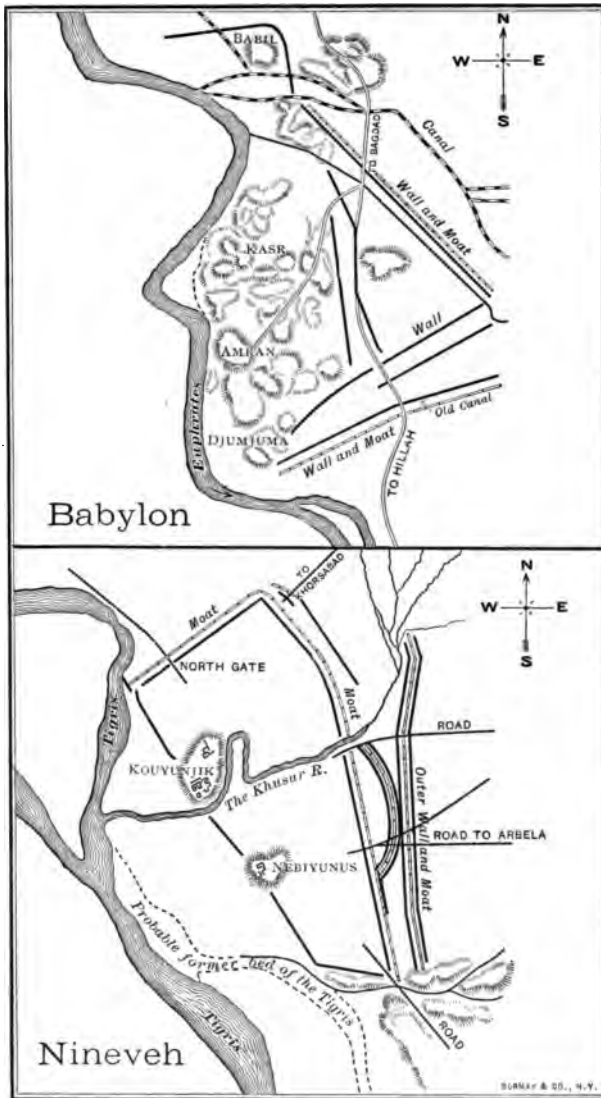 BABIL
N
W E
S
TO BAGDAD
Canal
Wall and Moat
KASR
AMRAN
Wall
Euphrates
DJUMJUMA
Old Canal
Wall and Moat
TO HILLAH
Babylon
TO
KHORSABAD
N
W E
S
Moat
NORTH GATE
Moat
Tigris
ROAD
KOUYUNJIK
The Khusur R.
Outer Wall and Moat
ROAD TO ARBELA
NEBIYUNUS
Probable former bed of the Tigris
Tigris
ROAD
Nineveh
BORMAY & CO., N.Y.